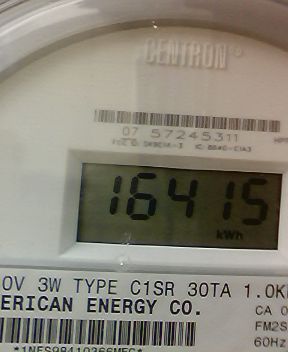 CENTRON®
07 57245311
16415
kWh
0V 3W TYPE C1SR 30TA 1.0K
ERICAN ENERGY CO.
CA 0
FM2S
60Hz